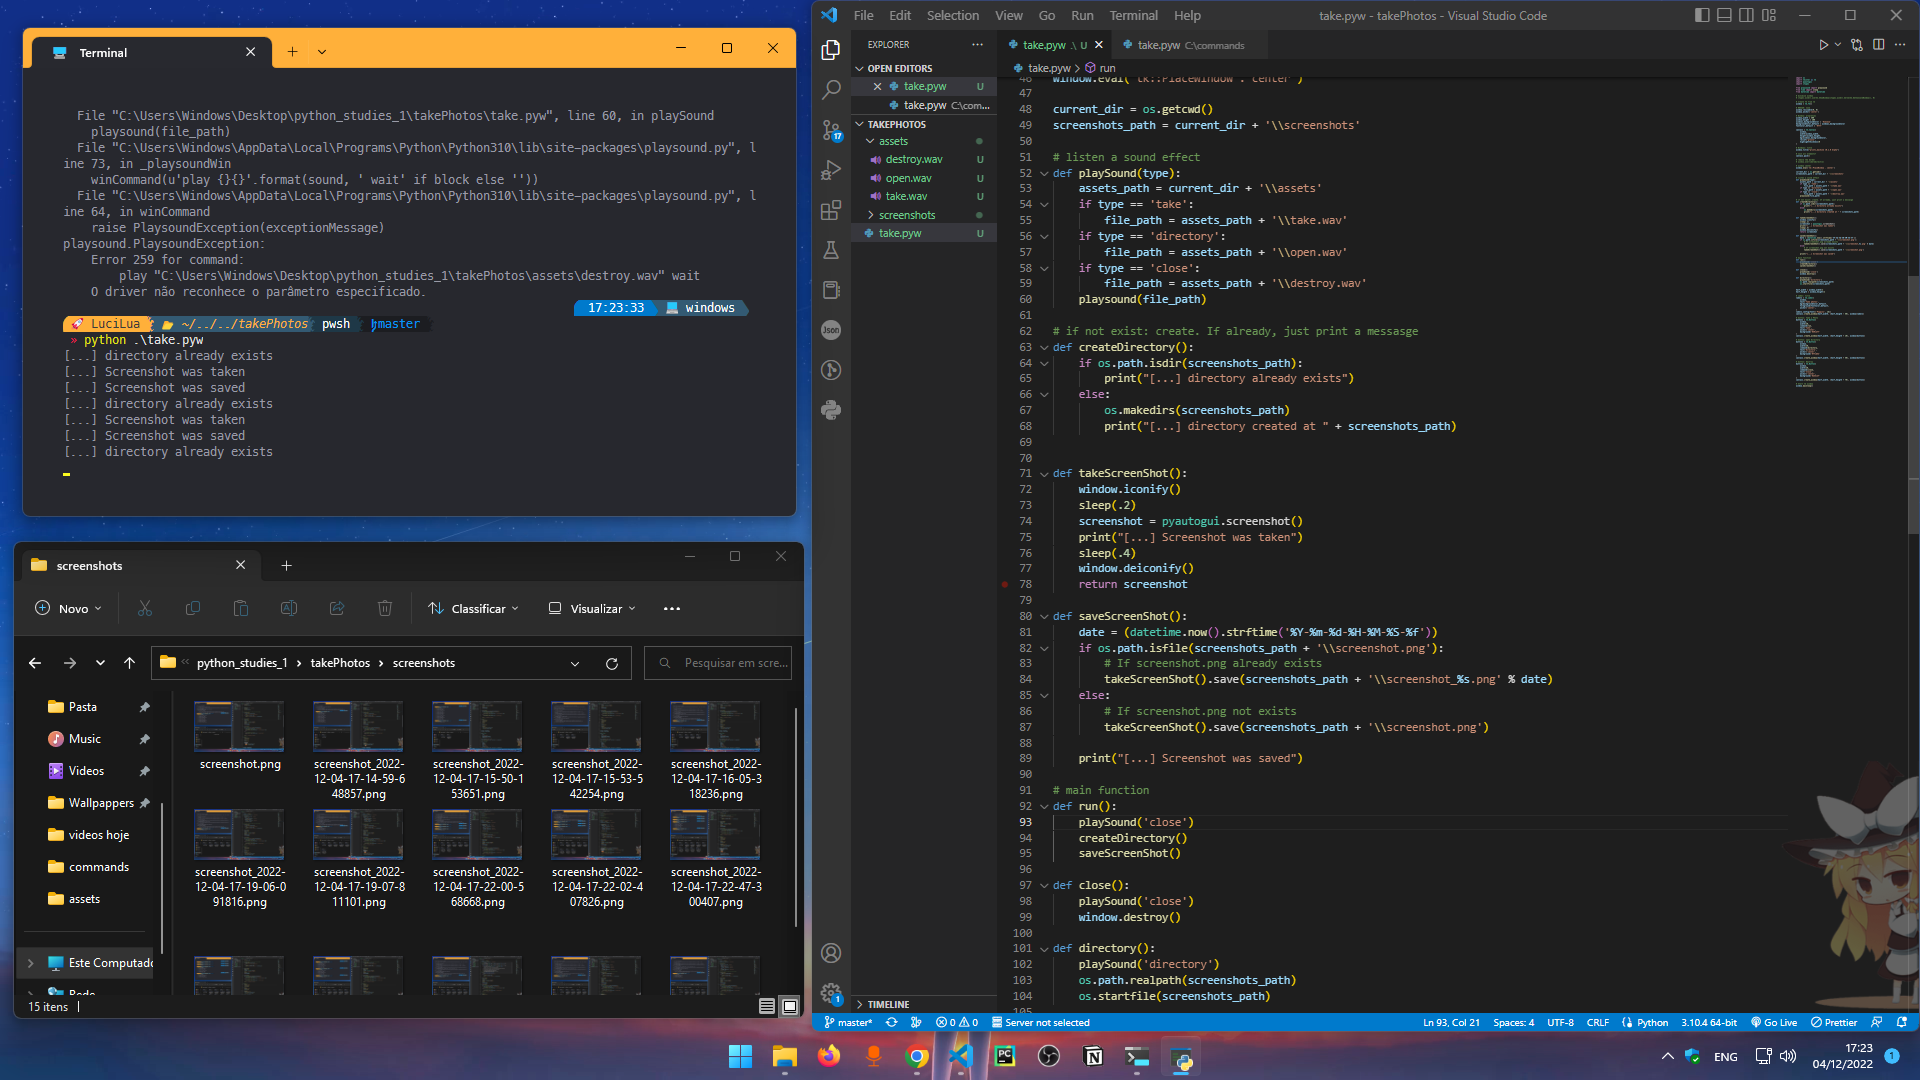 Terminal
File "C:\Users\Windows\Desktop\python_studies_1\takePhotos\take.pyw", line 60, in playSound
playsound(file_path)
File "C:\Users\Windows\AppData\Local\Programs\Python\Python310\lib\site-packages\playsound.py", l
ine 73, in _playsoundWin
winCommand(u'play {}{}'.format(sound, ' wait' if block else ''))
File "C:\Users\Windows\AppData\Local\Programs\Python\Python310\lib\site-packages\playsound.py", l
ine 64, in winCommand
raise PlaysoundException(exceptionMessage)
playsound.PlaysoundException:
Error 259 for command:
play "C:\Users\Windows\Desktop\python_studies_1\takePhotos\assets\destroy.wav" wait
O driver não reconhece o parâmetro especificado.
17:23:33 windows
LuciLua ~/../../takePhotos pwsh master
» python .\take.pyw
[...] directory already exists
[...] Screenshot was taken
[...] Screenshot was saved
[...] directory already exists
[...] Screenshot was taken
[...] Screenshot was saved
[...] directory already exists
screenshots
Novo
Classificar
Visualizar
python_studies_1 › takePhotos › screenshots
Pesquisar em scre...
Pasta
Music
Videos
Wallpappers
videos hoje
commands
assets
Este Computado
Rede
screenshot.png
screenshot_2022-12-04-17-14-59-648857.png
screenshot_2022-12-04-17-15-50-153651.png
screenshot_2022-12-04-17-15-53-542254.png
screenshot_2022-12-04-17-16-05-318236.png
screenshot_2022-12-04-17-19-06-091816.png
screenshot_2022-12-04-17-19-07-811101.png
screenshot_2022-12-04-17-22-00-568668.png
screenshot_2022-12-04-17-22-02-407826.png
screenshot_2022-12-04-17-22-47-300407.png
15 itens
File Edit Selection View Go Run Terminal Help
take.pyw - takePhotos - Visual Studio Code
EXPLORER
OPEN EDITORS
take.pyw U
take.pyw C:\com...
TAKEPHOTOS
assets
destroy.wav U
open.wav U
take.wav U
screenshots
take.pyw U
TIMELINE
17
Json
1
take.pyw .\ U
take.pyw C:\commands
take.pyw > run
46 window.eval('tk::PlaceWindow . center')
47
48 current_dir = os.getcwd()
49 screenshots_path = current_dir + '\\screenshots'
50
51 # listen a sound effect
52 def playSound(type):
53 assets_path = current_dir + '\\assets'
54 if type == 'take':
55 file_path = assets_path + '\\take.wav'
56 if type == 'directory':
57 file_path = assets_path + '\\open.wav'
58 if type == 'close':
59 file_path = assets_path + '\\destroy.wav'
60 playsound(file_path)
61
62 # if not exist: create. If already, just print a messasge
63 def createDirectory():
64 if os.path.isdir(screenshots_path):
65 print("[...] directory already exists")
66 else:
67 os.makedirs(screenshots_path)
68 print("[...] directory created at " + screenshots_path)
69
70
71 def takeScreenShot():
72 window.iconify()
73 sleep(.2)
74 screenshot = pyautogui.screenshot()
75 print("[...] Screenshot was taken")
76 sleep(.4)
77 window.deiconify()
78 return screenshot
79
80 def saveScreenShot():
81 date = (datetime.now().strftime('%Y-%m-%d-%H-%M-%S-%f'))
82 if os.path.isfile(screenshots_path + '\\screenshot.png'):
83 # If screenshot.png already exists
84 takeScreenShot().save(screenshots_path + '\\screenshot_%s.png' % date)
85 else:
86 # If screenshot.png not exists
87 takeScreenShot().save(screenshots_path + '\\screenshot.png')
88
89 print("[...] Screenshot was saved")
90
91 # main function
92 def run():
93 playSound('close')
94 createDirectory()
95 saveScreenShot()
96
97 def close():
98 playSound('close')
99 window.destroy()
100
101 def directory():
102 playSound('directory')
103 os.path.realpath(screenshots_path)
104 os.startfile(screenshots_path)
105
master* 0 0 Server not selected
Ln 93, Col 21 Spaces: 4 UTF-8 CRLF Python 3.10.4 64-bit Go Live Prettier
PC
ENG
17:23
04/12/2022
1